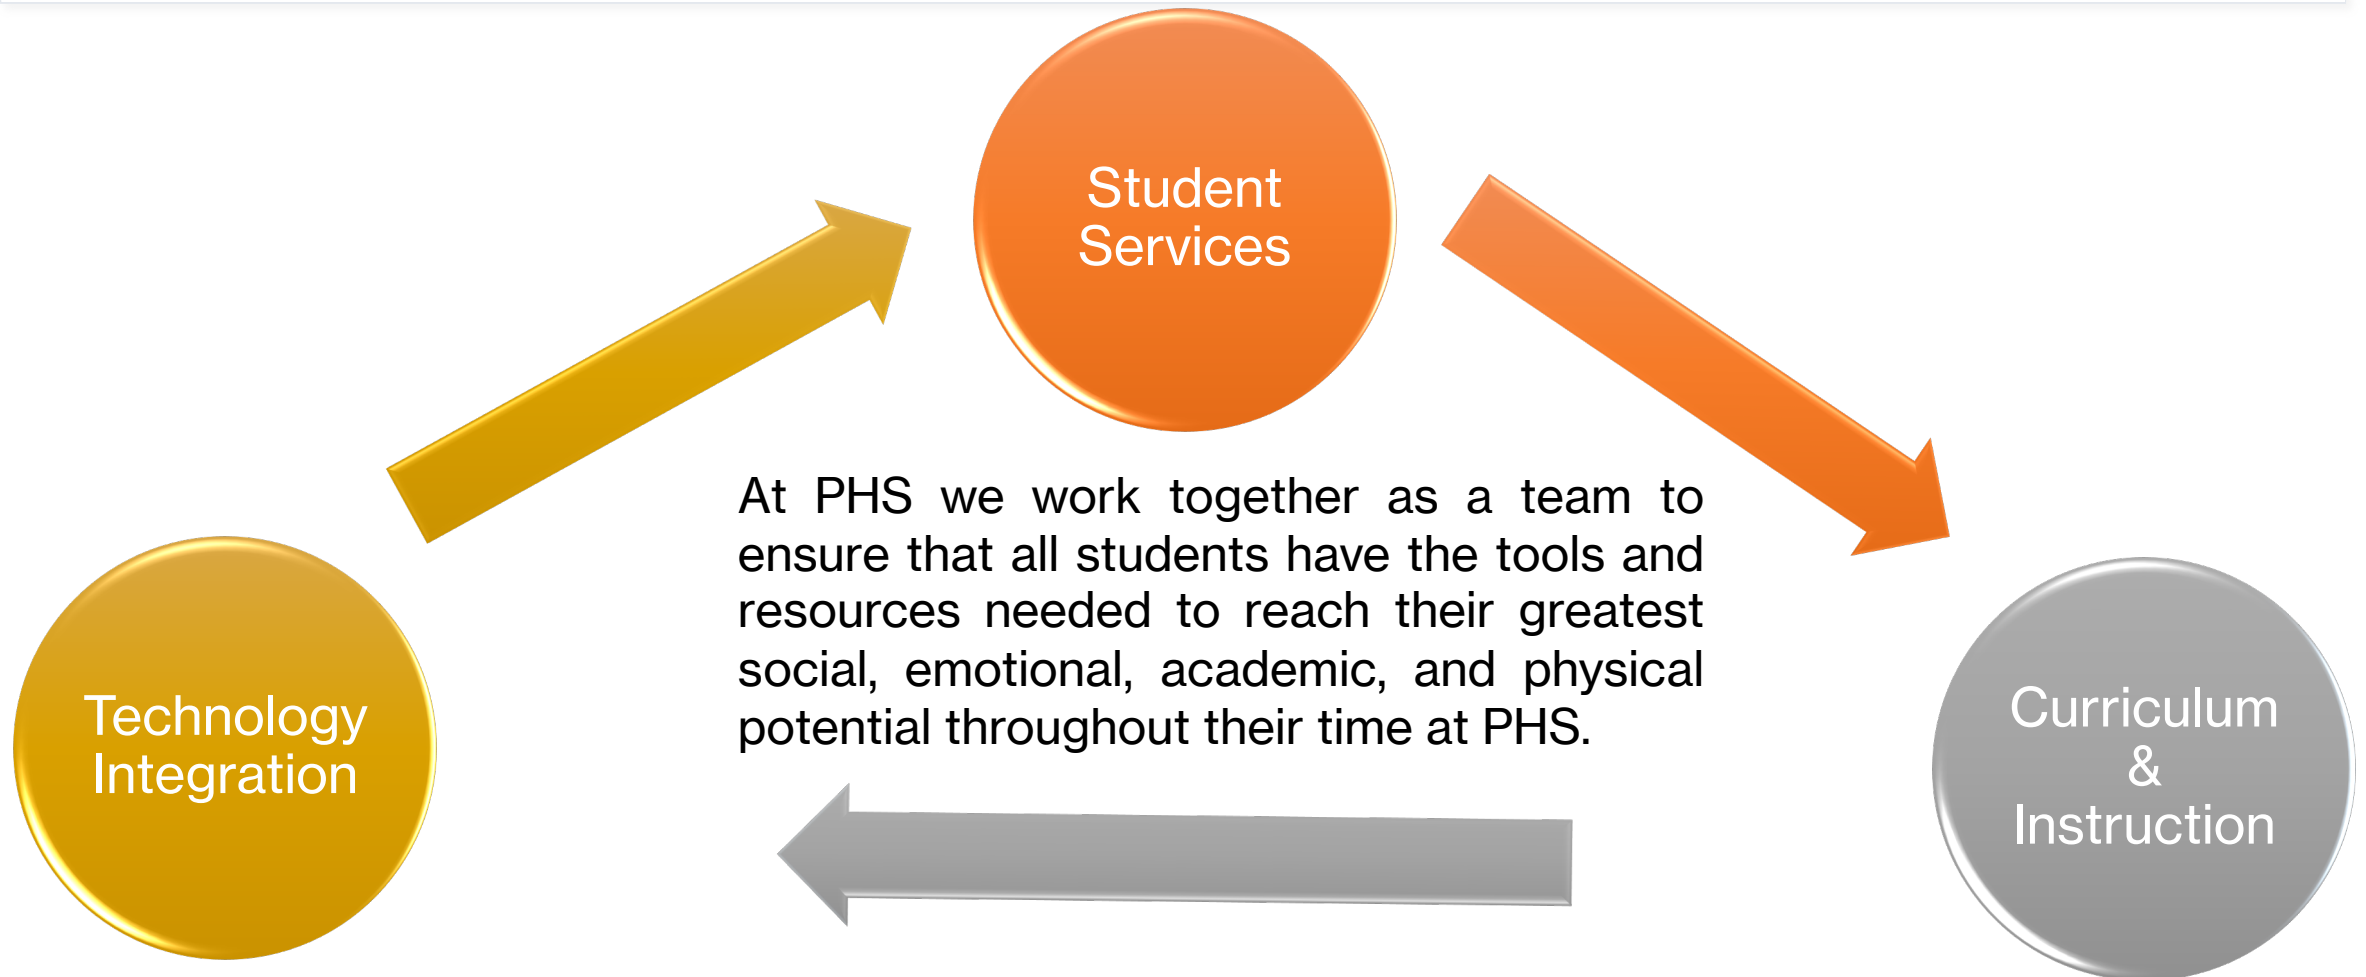 Student
Services
At PHS we work together as a team to
ensure that all students have the tools and
resources needed to reach their greatest
social, emotional, academic, and physical
potential throughout their time at PHS.
Technology
Integration
Curriculum
&
Instruction